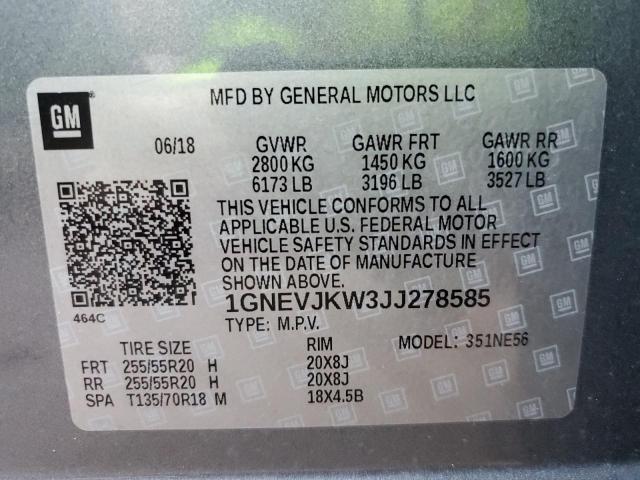 GM
MFD BY GENERAL MOTORS LLC
06/18 GVWR GAWR FRT GAWR RR
2800 KG 1450 KG 1600 KG
6173 LB 3196 LB 3527 LB
THIS VEHICLE CONFORMS TO ALL
APPLICABLE U.S. FEDERAL MOTOR
VEHICLE SAFETY STANDARDS IN EFFECT
ON THE DATE OF MANUFACTURE
SHOWN ABOVE.
464C
1GNEVJKW3JJ278585
TYPE: M.P.V. MODEL: 351NE56
TIRE SIZE RIM
FRT 255/55R20 H 20X8J
RR 255/55R20 H 20X8J
SPA T135/70R18 M 18X4.5B